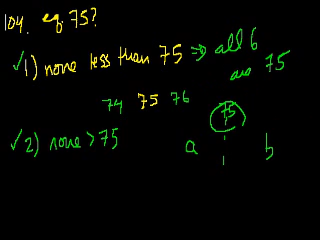 104. eq 75?
✓1) none less than 75 ⇒ all 6
are 75
74 75 76
75
✓2) none > 75 a b